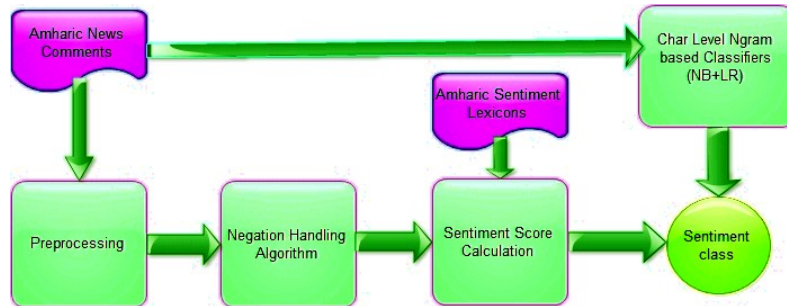 Amharic News
Comments
Char Level Ngram
based Classifiers
(NB+LR)
Amharic Sentiment
Lexicons
Preprocessing
Negation Handling
Algorithm
Sentiment Score
Calculation
Sentiment
class